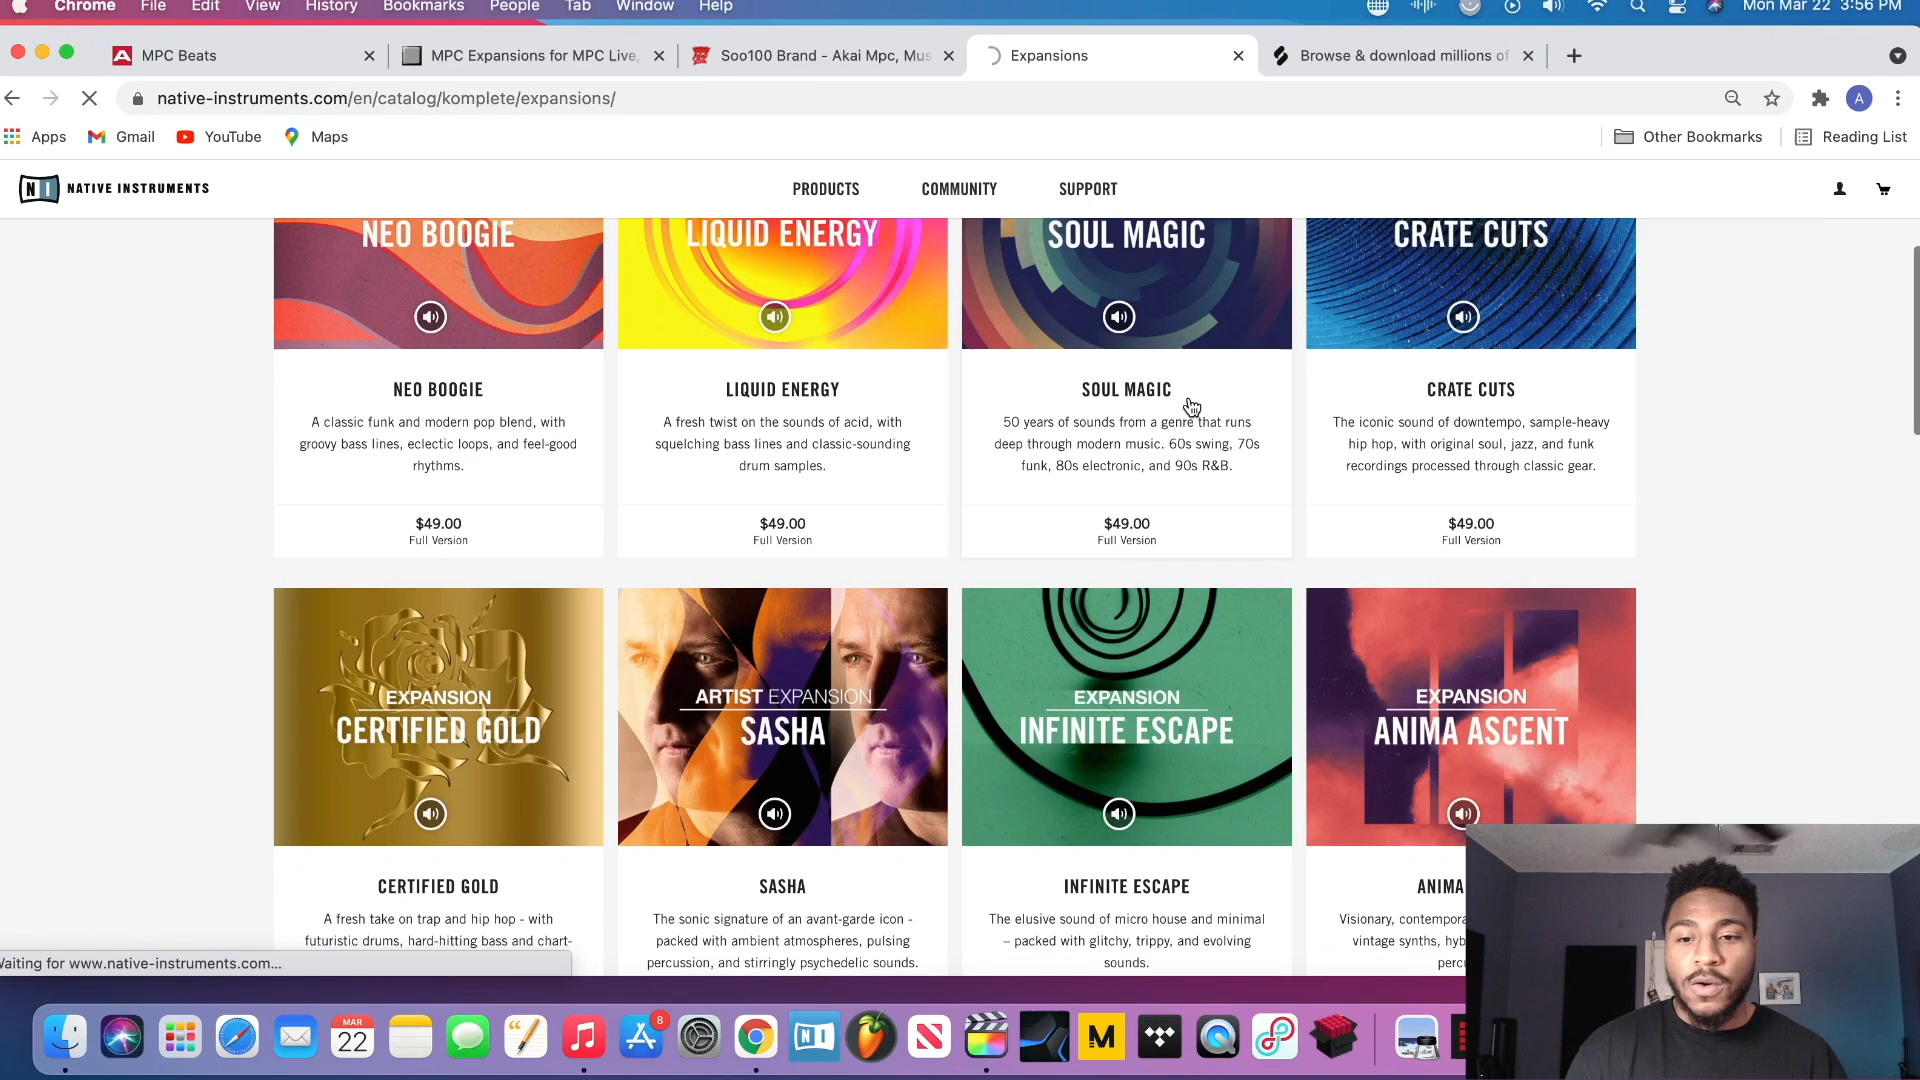 Chrome File Edit View History Bookmarks People Tab Window Help Mon Mar 22 3:56 PM
MPC Beats MPC Expansions for MPC Live, Soo100 Brand - Akai Mpc, Mus Expansions Browse & download millions of
native-instruments.com/en/catalog/komplete/expansions/ A
Apps Gmail YouTube Maps Other Bookmarks Reading List
NI NATIVE INSTRUMENTS PRODUCTS COMMUNITY SUPPORT
NEO BOOGIE LIQUID ENERGY SOUL MAGIC CRATE CUTS
NEO BOOGIE
A classic funk and modern pop blend, with
groovy bass lines, eclectic loops, and feel-good
rhythms.
$49.00
Full Version
LIQUID ENERGY
A fresh twist on the sounds of acid, with
squelching bass lines and classic-sounding
drum samples.
$49.00
Full Version
SOUL MAGIC
50 years of sounds from a genre that runs
deep through modern music. 60s swing, 70s
funk, 80s electronic, and 90s R&B.
$49.00
Full Version
CRATE CUTS
The iconic sound of downtempo, sample-heavy
hip hop, with original soul, jazz, and funk
recordings processed through classic gear.
$49.00
Full Version
EXPANSION
CERTIFIED GOLD
CERTIFIED GOLD
A fresh take on trap and hip hop - with
futuristic drums, hard-hitting bass and chart-
ARTIST EXPANSION
SASHA
SASHA
The sonic signature of an avant-garde icon -
packed with ambient atmospheres, pulsing
percussion, and stirringly psychedelic sounds.
EXPANSION
INFINITE ESCAPE
INFINITE ESCAPE
The elusive sound of micro house and minimal
– packed with glitchy, trippy, and evolving
sounds.
EXPANSION
ANIMA ASCENT
ANIMA
Visionary, contempora
vintage synths, hyb
percu
Waiting for www.native-instruments.com...
MAR
22
8
NI
M